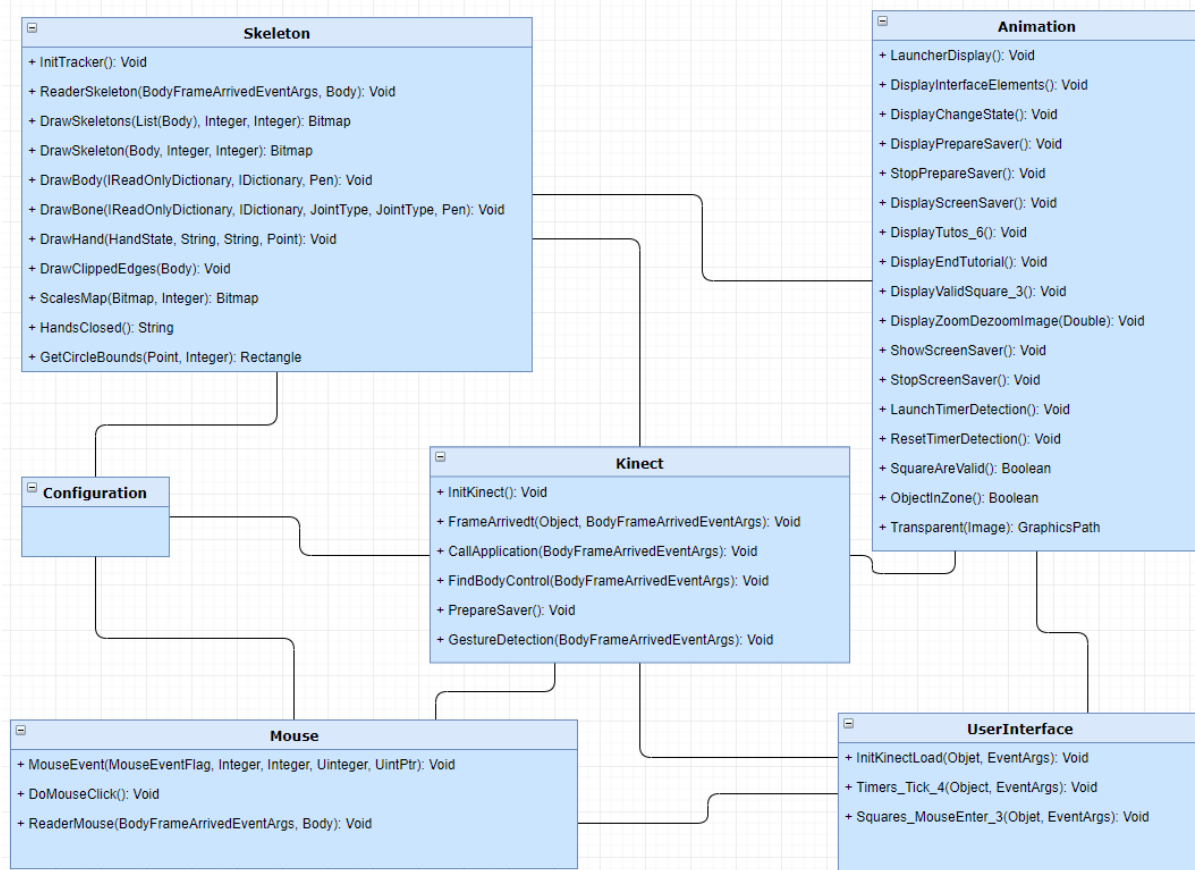 Skeleton
+ InitTracker(): Void
+ ReaderSkeleton(BodyFrameArrivedEventArgs, Body): Void
+ DrawSkeletons(List(Body), Integer, Integer): Bitmap
+ DrawSkeleton(Body, Integer, Integer): Bitmap
+ DrawBody(IReadOnlyDictionary, IDictionary, Pen): Void
+ DrawBone(IReadOnlyDictionary, IDictionary, JointType, JointType, Pen): Void
+ DrawHand(HandState, String, String, Point): Void
+ DrawClippedEdges(Body): Void
+ ScalesMap(Bitmap, Integer): Bitmap
+ HandsClosed(): String
+ GetCircleBounds(Point, Integer): Rectangle
Animation
+ LauncherDisplay(): Void
+ DisplayInterfaceElements(): Void
+ DisplayChangeState(): Void
+ DisplayPrepareSaver(): Void
+ StopPrepareSaver(): Void
+ DisplayScreenSaver(): Void
+ DisplayTutos_6(): Void
+ DisplayEndTutorial(): Void
+ DisplayValidSquare_3(): Void
+ DisplayZoomDezoomImage(Double): Void
+ ShowScreenSaver(): Void
+ StopScreenSaver(): Void
+ LaunchTimerDetection(): Void
+ ResetTimerDetection(): Void
+ SquareAreValid(): Boolean
+ ObjectInZone(): Boolean
+ Transparent(Image): GraphicsPath
Configuration
Kinect
+ InitKinect(): Void
+ FrameArrivedt(Object, BodyFrameArrivedEventArgs): Void
+ CallApplication(BodyFrameArrivedEventArgs): Void
+ FindBodyControl(BodyFrameArrivedEventArgs): Void
+ PrepareSaver(): Void
+ GestureDetection(BodyFrameArrivedEventArgs): Void
Mouse
+ MouseEvent(MouseEventFlag, Integer, Integer, Uinteger, UintPtr): Void
+ DoMouseClick(): Void
+ ReaderMouse(BodyFrameArrivedEventArgs, Body): Void
UserInterface
+ InitKinectLoad(Objet, EventArgs): Void
+ Timers_Tick_4(Object, EventArgs): Void
+ Squares_MouseEnter_3(Objet, EventArgs): Void